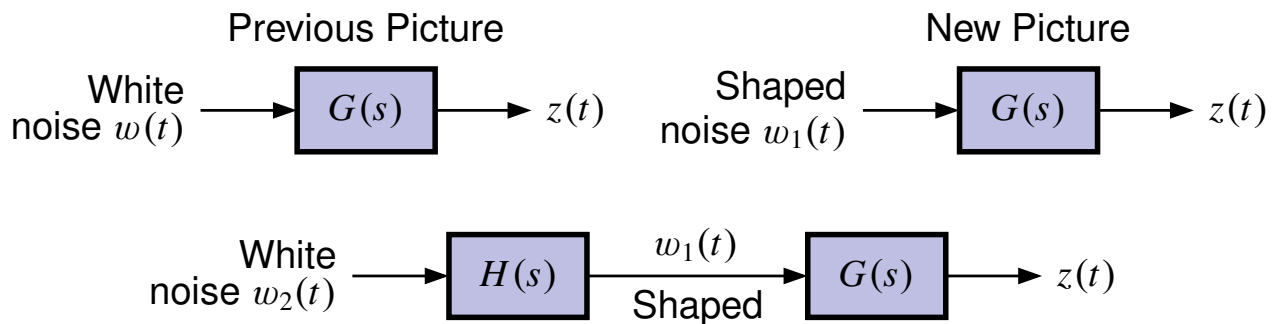 Previous Picture
White
noise w(t)
G(s)
z(t)
New Picture
Shaped
noise w₁(t)
G(s)
z(t)
White
noise w₂(t)
H(s)
w₁(t)
Shaped
G(s)
z(t)